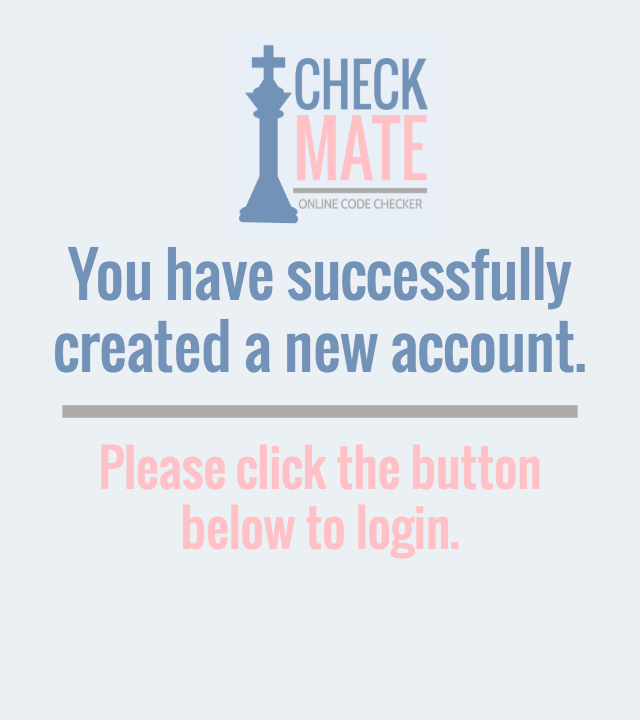 CHECK
MATE
ONLINE CODE CHECKER
You have successfully
created a new account.
Please click the button
below to login.